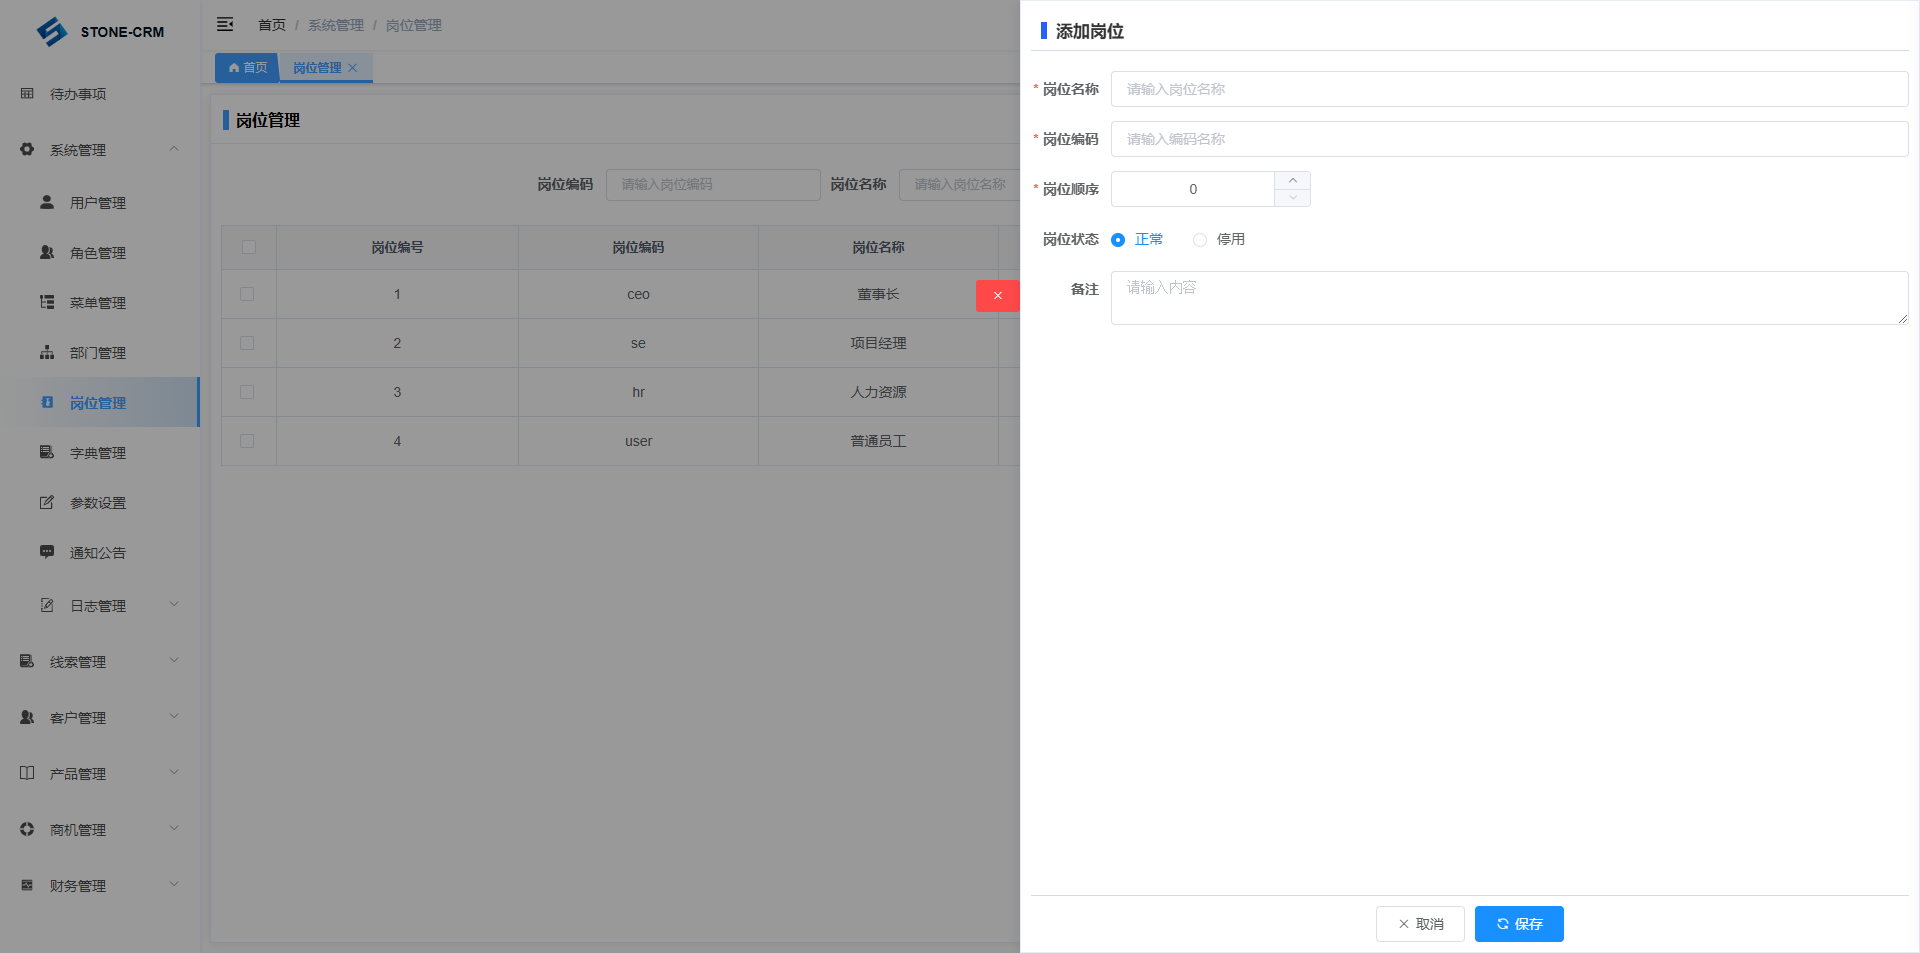 STONE-CRM
待办事项
系统管理
用户管理
角色管理
菜单管理
部门管理
岗位管理
字典管理
参数设置
通知公告
日志管理
线索管理
客户管理
产品管理
商机管理
财务管理
首页 / 系统管理 / 岗位管理
首页 岗位管理
岗位管理
岗位编码 请输入岗位编码 岗位名称 请输入岗位名称
岗位编号 岗位编码 岗位名称
1 ceo 董事长
2 se 项目经理
3 hr 人力资源
4 user 普通员工
添加岗位
* 岗位名称 请输入岗位名称
* 岗位编码 请输入编码名称
* 岗位顺序 0
岗位状态 正常 停用
备注 请输入内容
取消 保存